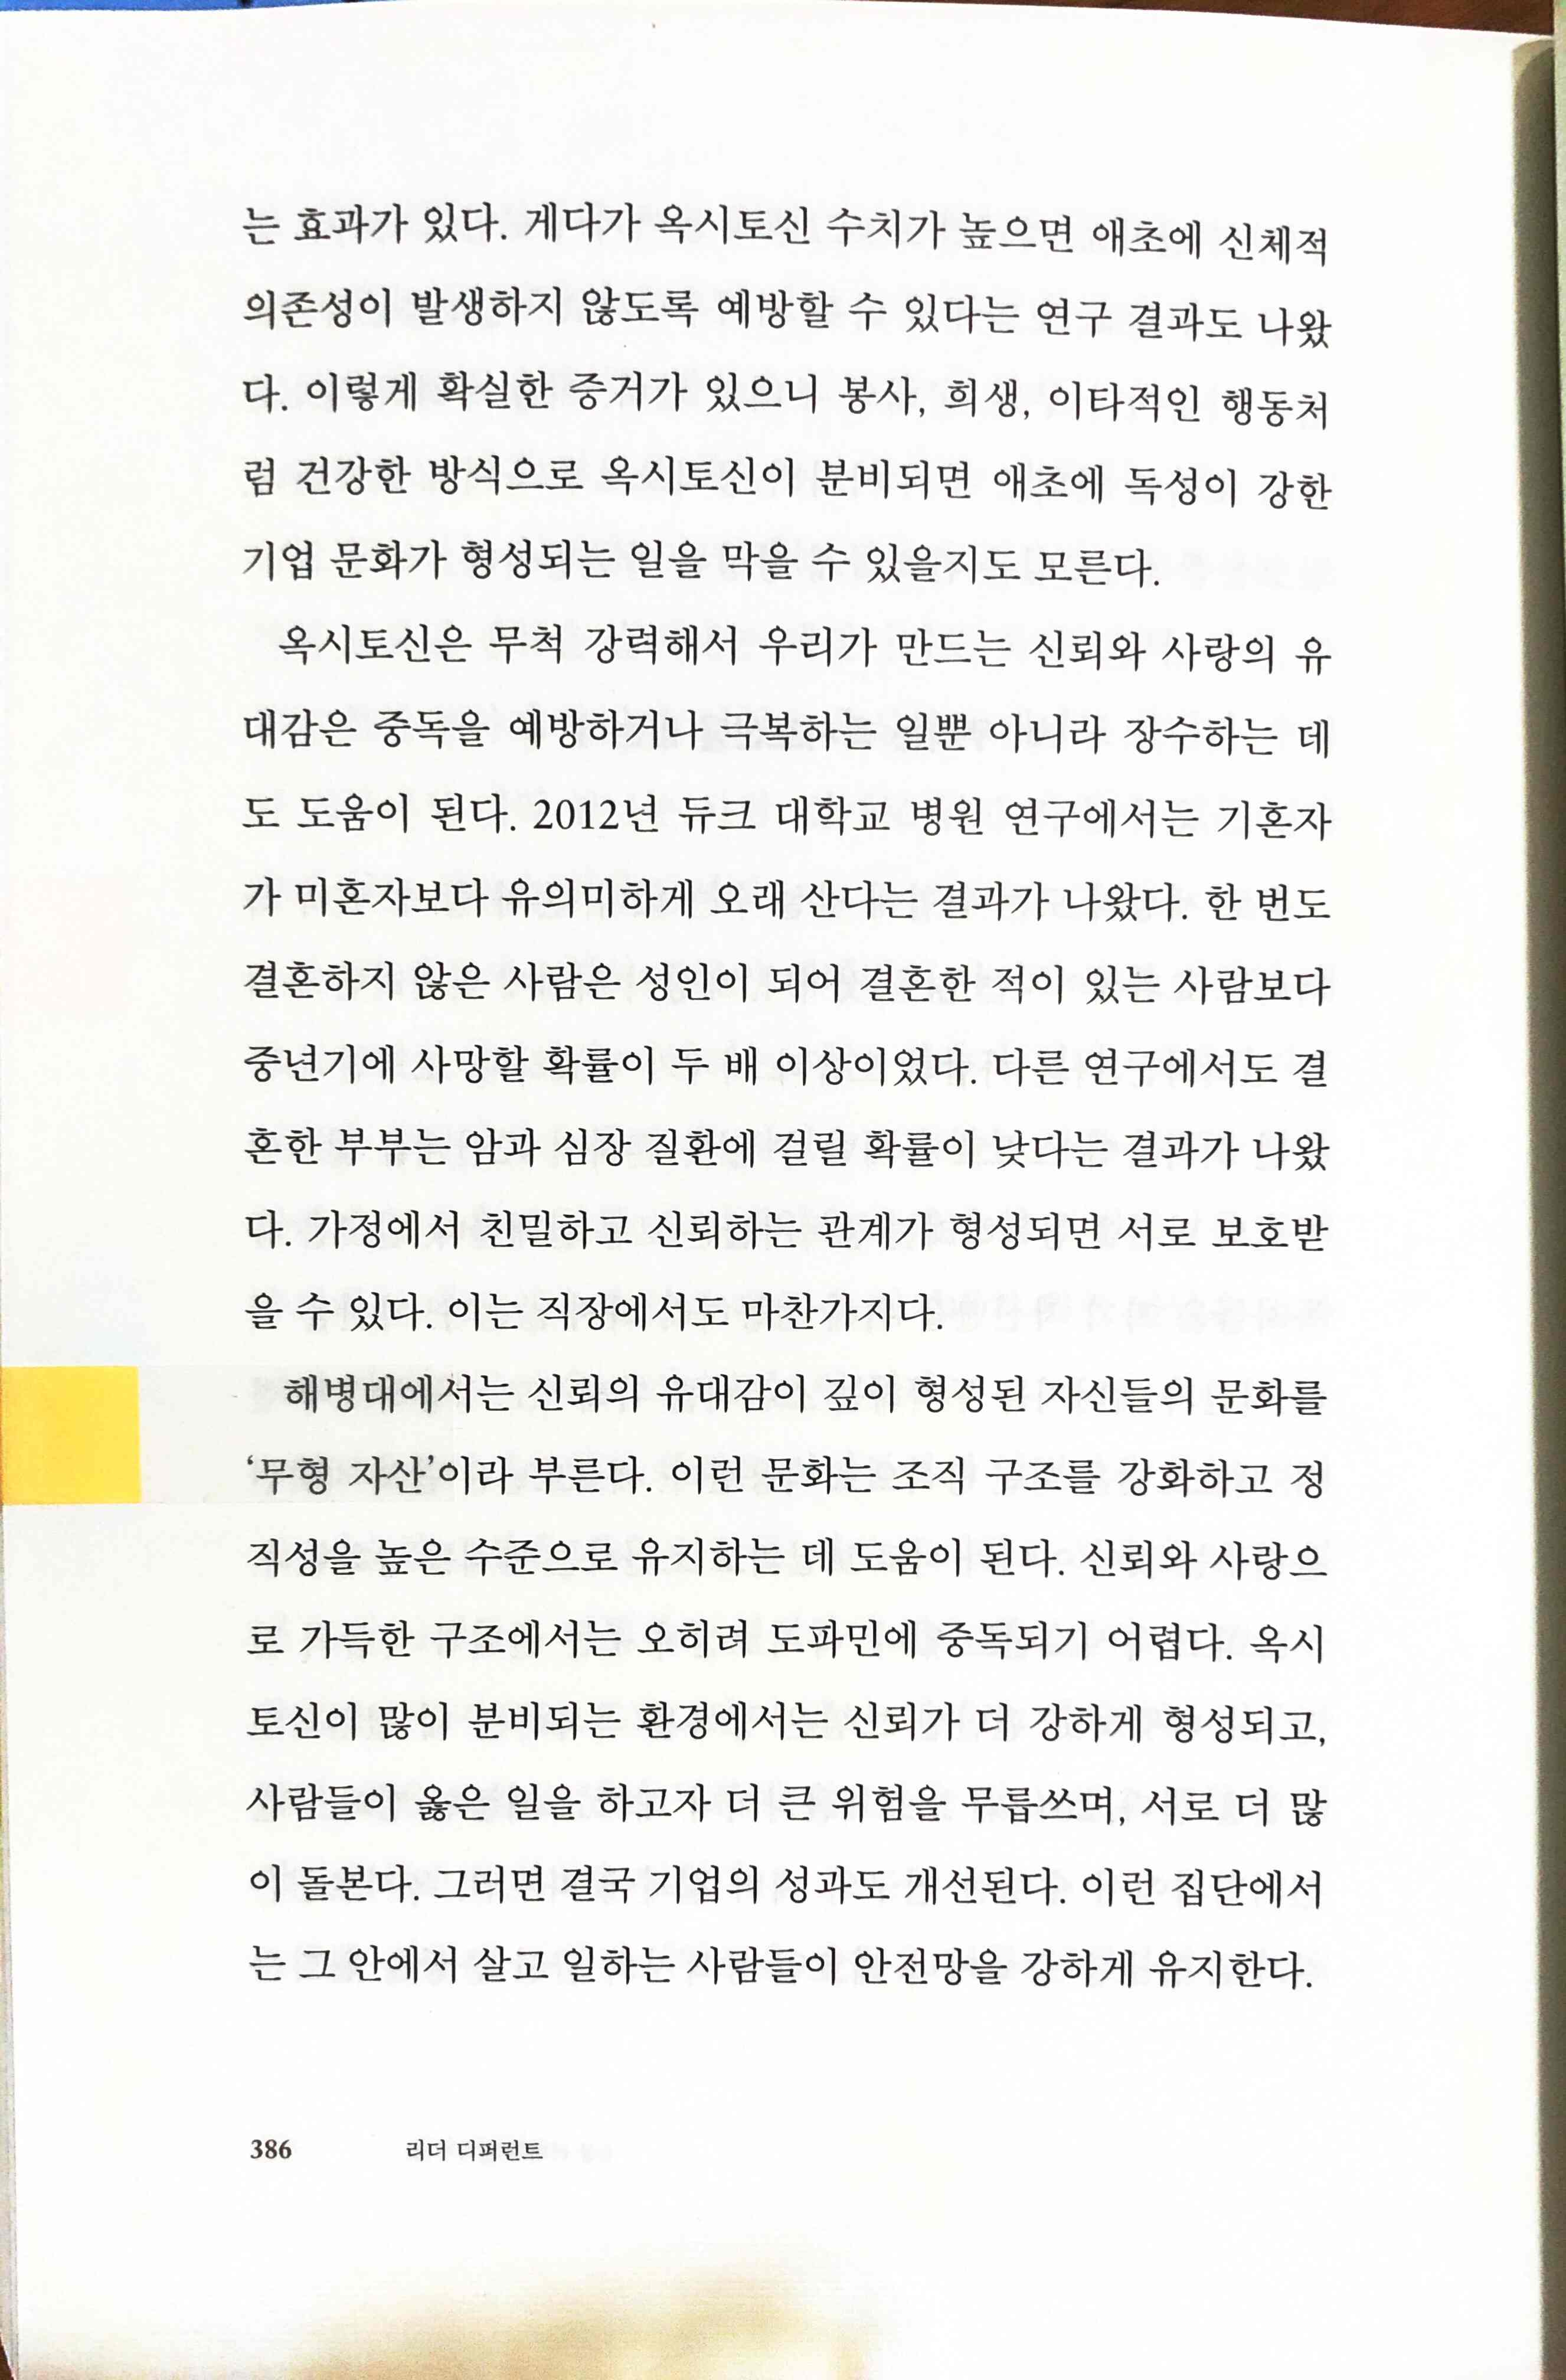 는 효과가 있다. 게다가 옥시토신 수치가 높으면 애초에 신체적
의존성이 발생하지 않도록 예방할 수 있다는 연구 결과도 나왔
다. 이렇게 확실한 증거가 있으니 봉사, 희생, 이타적인 행동처
럼 건강한 방식으로 옥시토신이 분비되면 애초에 독성이 강한
기업 문화가 형성되는 일을 막을 수 있을지도 모른다.
옥시토신은 무척 강력해서 우리가 만드는 신뢰와 사랑의 유
대감은 중독을 예방하거나 극복하는 일뿐 아니라 장수하는 데
도 도움이 된다. 2012년 듀크 대학교 병원 연구에서는 기혼자
가 미혼자보다 유의미하게 오래 산다는 결과가 나왔다. 한 번도
결혼하지 않은 사람은 성인이 되어 결혼한 적이 있는 사람보다
중년기에 사망할 확률이 두 배 이상이었다. 다른 연구에서도 결
혼한 부부는 암과 심장 질환에 걸릴 확률이 낮다는 결과가 나왔
다. 가정에서 친밀하고 신뢰하는 관계가 형성되면 서로 보호받
을 수 있다. 이는 직장에서도 마찬가지다.
해병대에서는 신뢰의 유대감이 깊이 형성된 자신들의 문화를
‘무형 자산’이라 부른다. 이런 문화는 조직 구조를 강화하고 정
직성을 높은 수준으로 유지하는 데 도움이 된다. 신뢰와 사랑으
로 가득한 구조에서는 오히려 도파민에 중독되기 어렵다. 옥시
토신이 많이 분비되는 환경에서는 신뢰가 더 강하게 형성되고,
사람들이 옳은 일을 하고자 더 큰 위험을 무릅쓰며, 서로 더 많
이 돌본다. 그러면 결국 기업의 성과도 개선된다. 이런 집단에서
는 그 안에서 살고 일하는 사람들이 안전망을 강하게 유지한다.
386 리더 디퍼런트